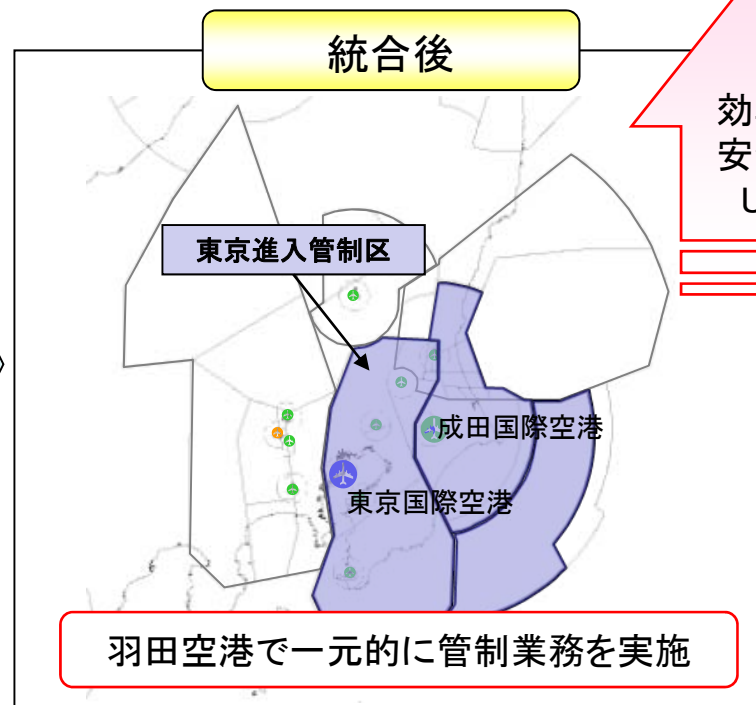 統合後
効
安
し
東京進入管制区
成田国際空港
東京国際空港
羽田空港で一元的に管制業務を実施